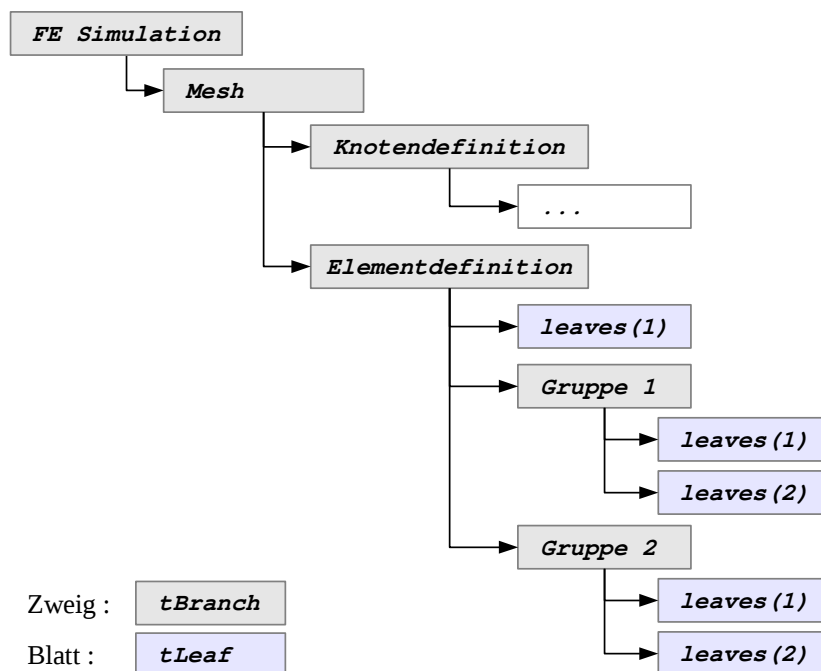 FE Simulation
Mesh
Knotendefinition
...
Elementdefinition
leaves(1)
Gruppe 1
leaves(1)
leaves(2)
Gruppe 2
leaves(1)
leaves(2)
Zweig : tBranch
Blatt : tLeaf